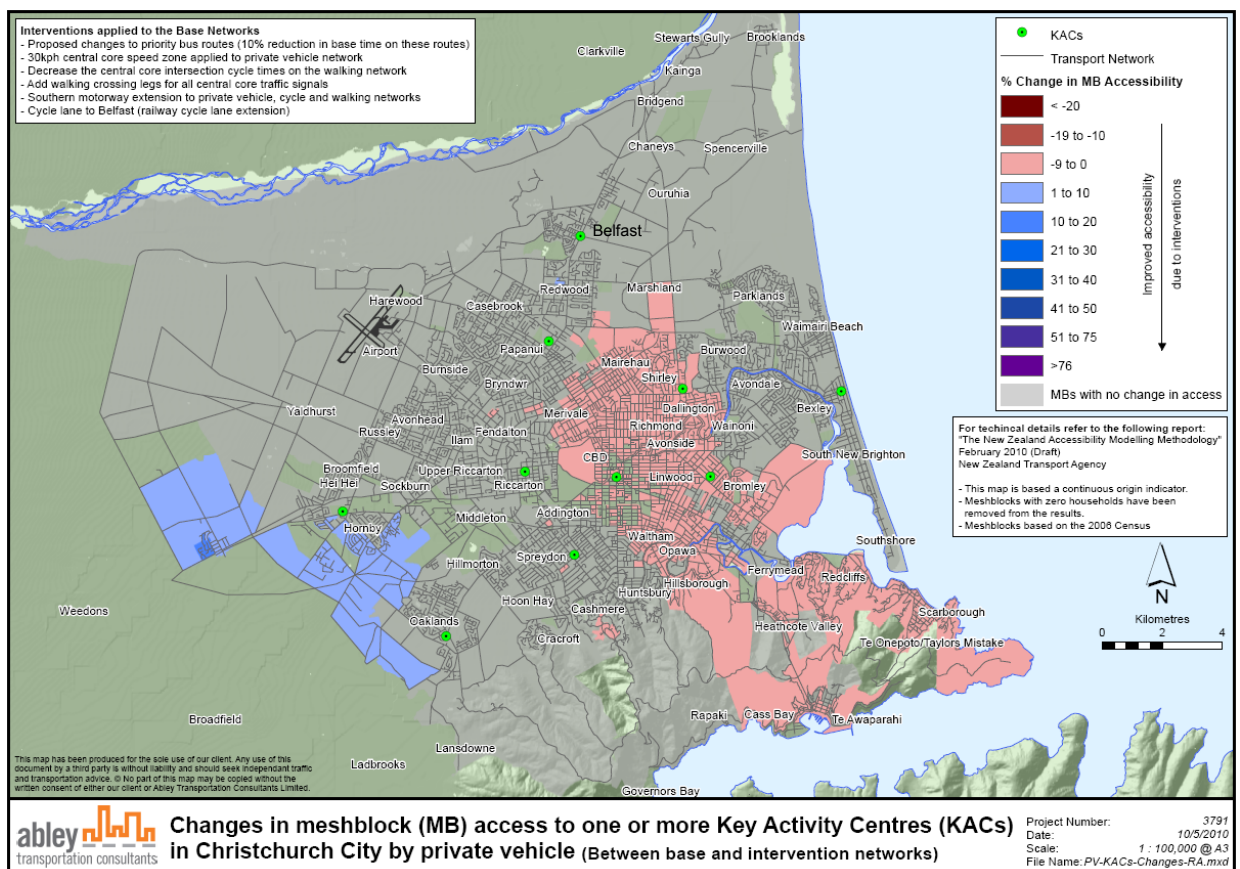 Interventions applied to the Base Networks
- Proposed changes to priority bus routes (10% reduction in base time on these routes)
- 30kph central core speed zone applied to private vehicle network
- Decrease the central core intersection cycle times on the walking network
- Add walking crossing legs for all central core traffic signals
- Southern motorway extension to private vehicle, cycle and walking networks
- Cycle lane to Belfast (railway cycle lane extension)
KACs
Transport Network
% Change in MB Accessibility
< -20
-19 to -10
-9 to 0
1 to 10
10 to 20
21 to 30
31 to 40
41 to 50
51 to 75
>76
MBs with no change in access
Improved accessibility
due to interventions
For techincal details refer to the following report:
"The New Zealand Accessibility Modelling Methodology"
February 2010 (Draft)
New Zealand Transport Agency
- This map is based a continuous origin indicator.
- Meshblocks with zero households have been
removed from the results.
- Meshblocks based on the 2006 Census
N
Kilometres
0 2 4
Stewarts Gully
Brooklands
Clarkville
Kainga
Bridgend
Chaneys
Spencerville
Ouruhia
Belfast
Redwood
Marshland
Parklands
Harewood
Casebrook
Waimairi Beach
Airport
Papanui
Mairehau
Burwood
Burnside
Shirley
Bryndwr
Avondale
Yaldhurst
Avonhead
Merivale
Dallington
Bexley
Russley
Fendalton
Richmond
Wainoni
Ilam
Avonside
CBD
South New Brighton
Broomfield
Upper Riccarton
Hei Hei
Sockburn
Riccarton
Linwood
Bromley
Hornby
Middleton
Addington
Waltham
Southshore
Spreydon
Opawa
Hillmorton
Ferrymead
Redcliffs
Hillsborough
Weedons
Hoon Hay
Huntsbury
Cashmere
Scarborough
Oaklands
Heathcote Valley
Cracroft
Te Onepoto/Taylors Mistake
Broadfield
Rapaki
Cass Bay
Te Awaparahi
Lansdowne
Ladbrooks
Governors Bay
This map has been produced for the sole use of our client. Any use of this
document by a third party is without liability and should seek independant traffic
and transportation advice. © No part of this map may be copied without the
written consent of either our client or Abley Transportation Consultants Limited.
abley
transportation consultants
Changes in meshblock (MB) access to one or more Key Activity Centres (KACs)
in Christchurch City by private vehicle (Between base and intervention networks)
Project Number: 3791
Date: 10/5/2010
Scale: 1 : 100,000 @ A3
File Name: PV-KACs-Changes-RA.mxd